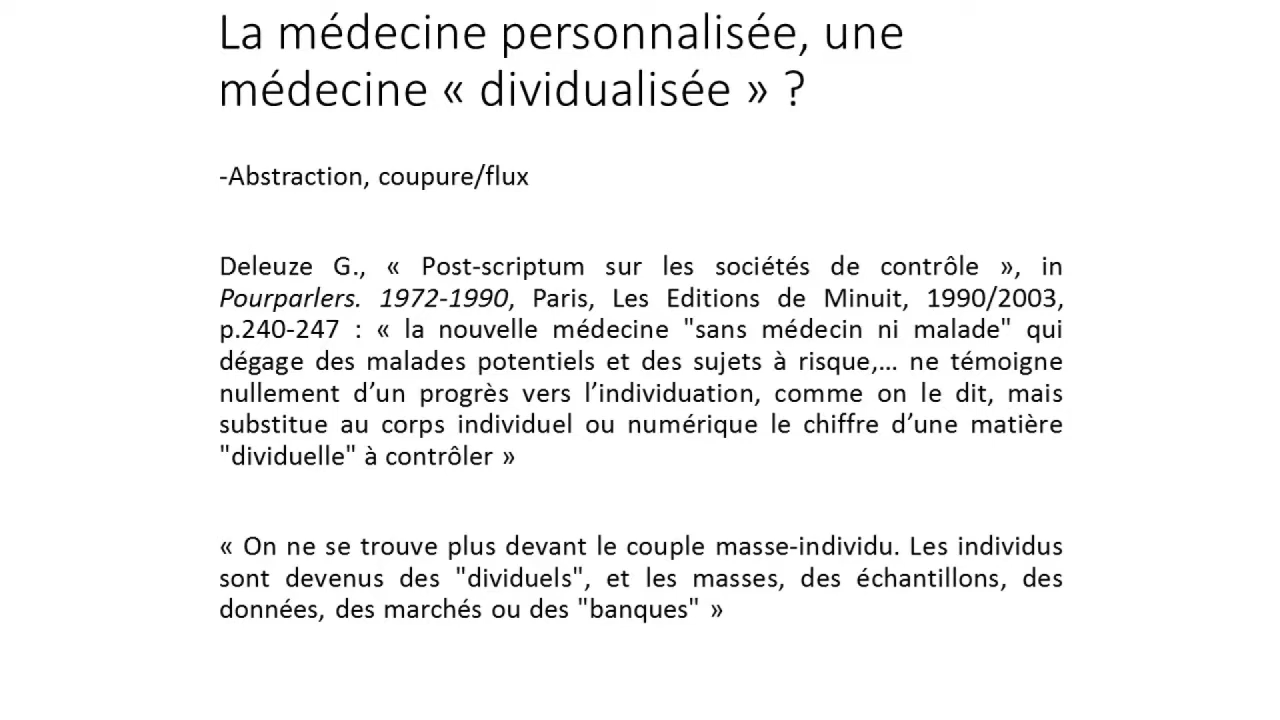 La médecine personnalisée, une
médecine « dividualisée » ?
-Abstraction, coupure/flux
Deleuze G., « Post-scriptum sur les sociétés de contrôle », in
Pourparlers. 1972-1990, Paris, Les Editions de Minuit, 1990/2003,
p.240-247 : « la nouvelle médecine "sans médecin ni malade" qui
dégage des malades potentiels et des sujets à risque,... ne témoigne
nullement d’un progrès vers l’individuation, comme on le dit, mais
substitue au corps individuel ou numérique le chiffre d’une matière
"dividuelle" à contrôler »
« On ne se trouve plus devant le couple masse-individu. Les individus
sont devenus des "dividuels", et les masses, des échantillons, des
données, des marchés ou des "banques" »